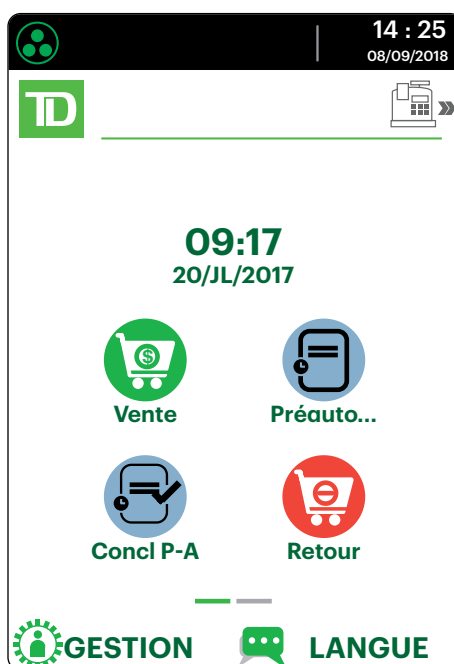 14 : 25
08/09/2018
TD
09:17
20/JL/2017
Vente
Préauto...
Concl P-A
Retour
GESTION
LANGUE